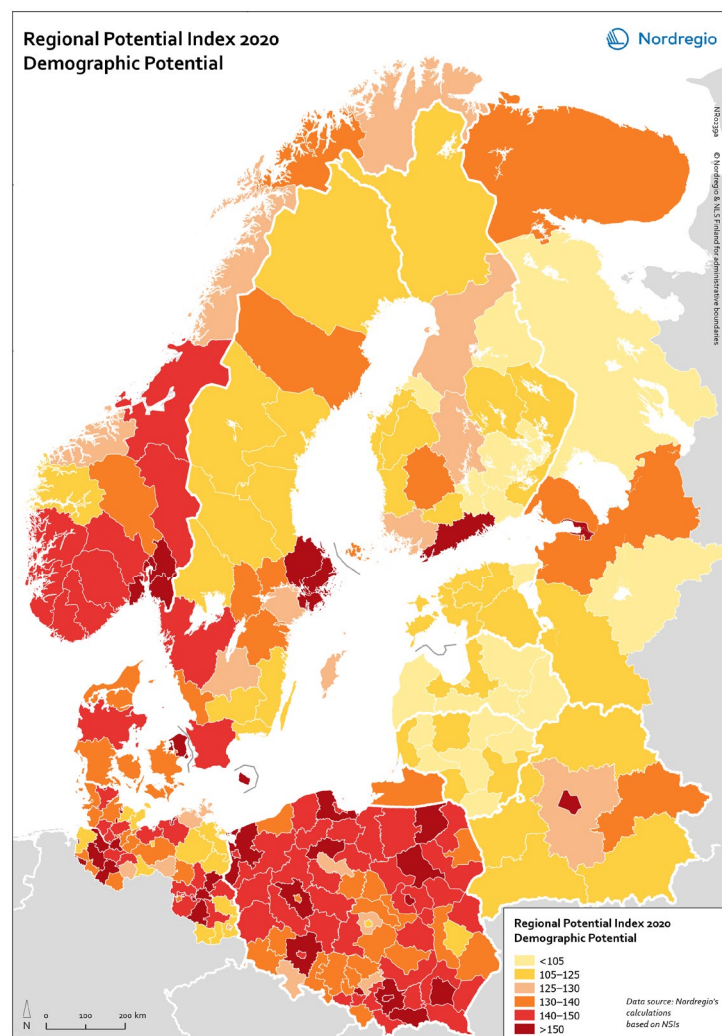 Regional Potential Index 2020
Demographic Potential
Nordregio
NR0239a
© Nordregio & NLS Finland for administrative boundaries
Regional Potential Index 2020
Demographic Potential
<105
105–125
125–130
130–140
140–150
>150
Data source: Nordregio's
calculations
based on NSIs
N
0
100
200 km